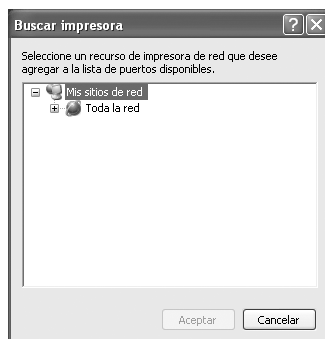 Buscar impresora
Seleccione un recurso de impresora de red que desee
agregar a la lista de puertos disponibles.
Mis sitios de red
Toda la red
Aceptar
Cancelar